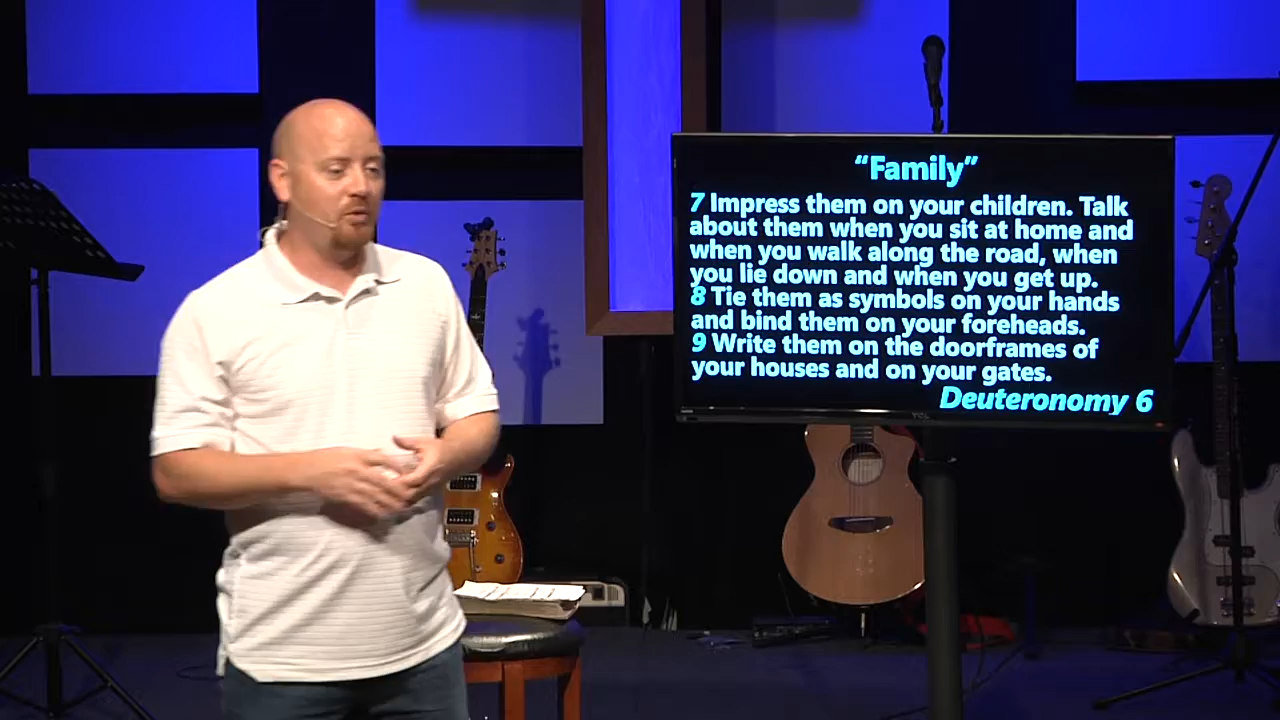 “Family”
7 Impress them on your children. Talk
about them when you sit at home and
when you walk along the road, when
you lie down and when you get up.
8 Tie them as symbols on your hands
and bind them on your foreheads.
9 Write them on the doorframes of
your houses and on your gates.
Deuteronomy 6
TCL